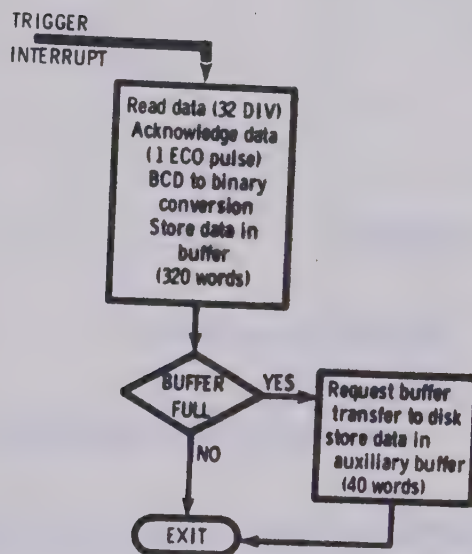 TRIGGER
INTERRUPT
Read data (32 DIV)
Acknowledge data
(1 ECO pulse)
BCD to binary
conversion
Store data in
buffer
(320 words)
BUFFER
FULL
YES
NO
Request buffer
transfer to disk
store data in
auxiliary buffer
(40 words)
EXIT